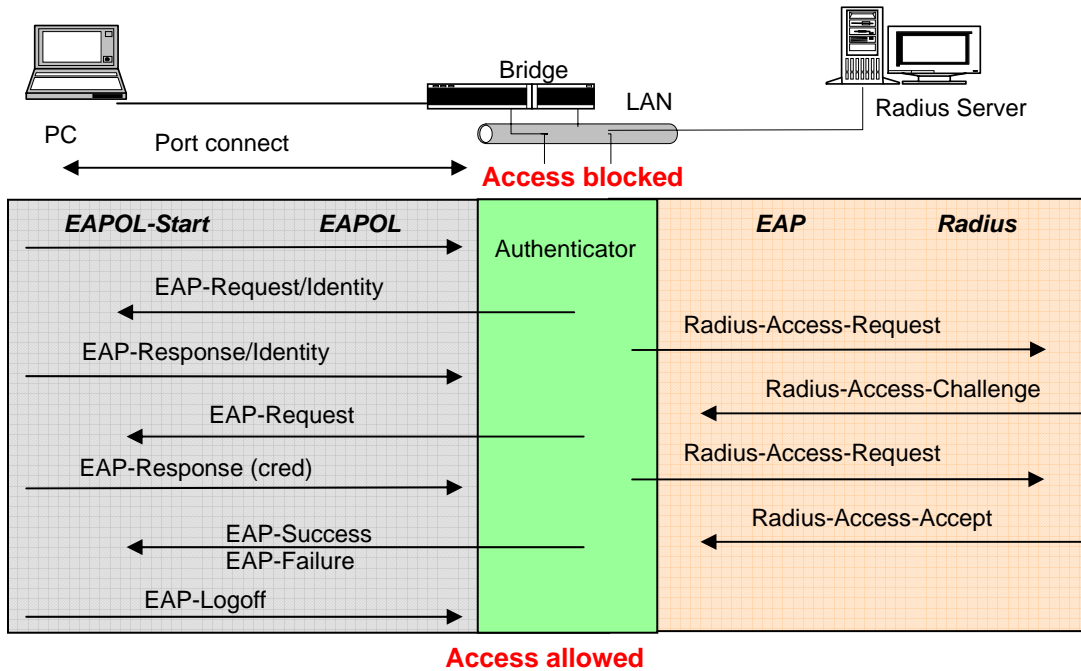 Bridge
LAN
Radius Server
PC
Port connect
Access blocked
EAPOL-Start EAPOL
EAP Radius
Authenticator
EAP-Request/Identity
Radius-Access-Request
EAP-Response/Identity
Radius-Access-Challenge
EAP-Request
Radius-Access-Request
EAP-Response (cred)
Radius-Access-Accept
EAP-Success
EAP-Failure
EAP-Logoff
Access allowed